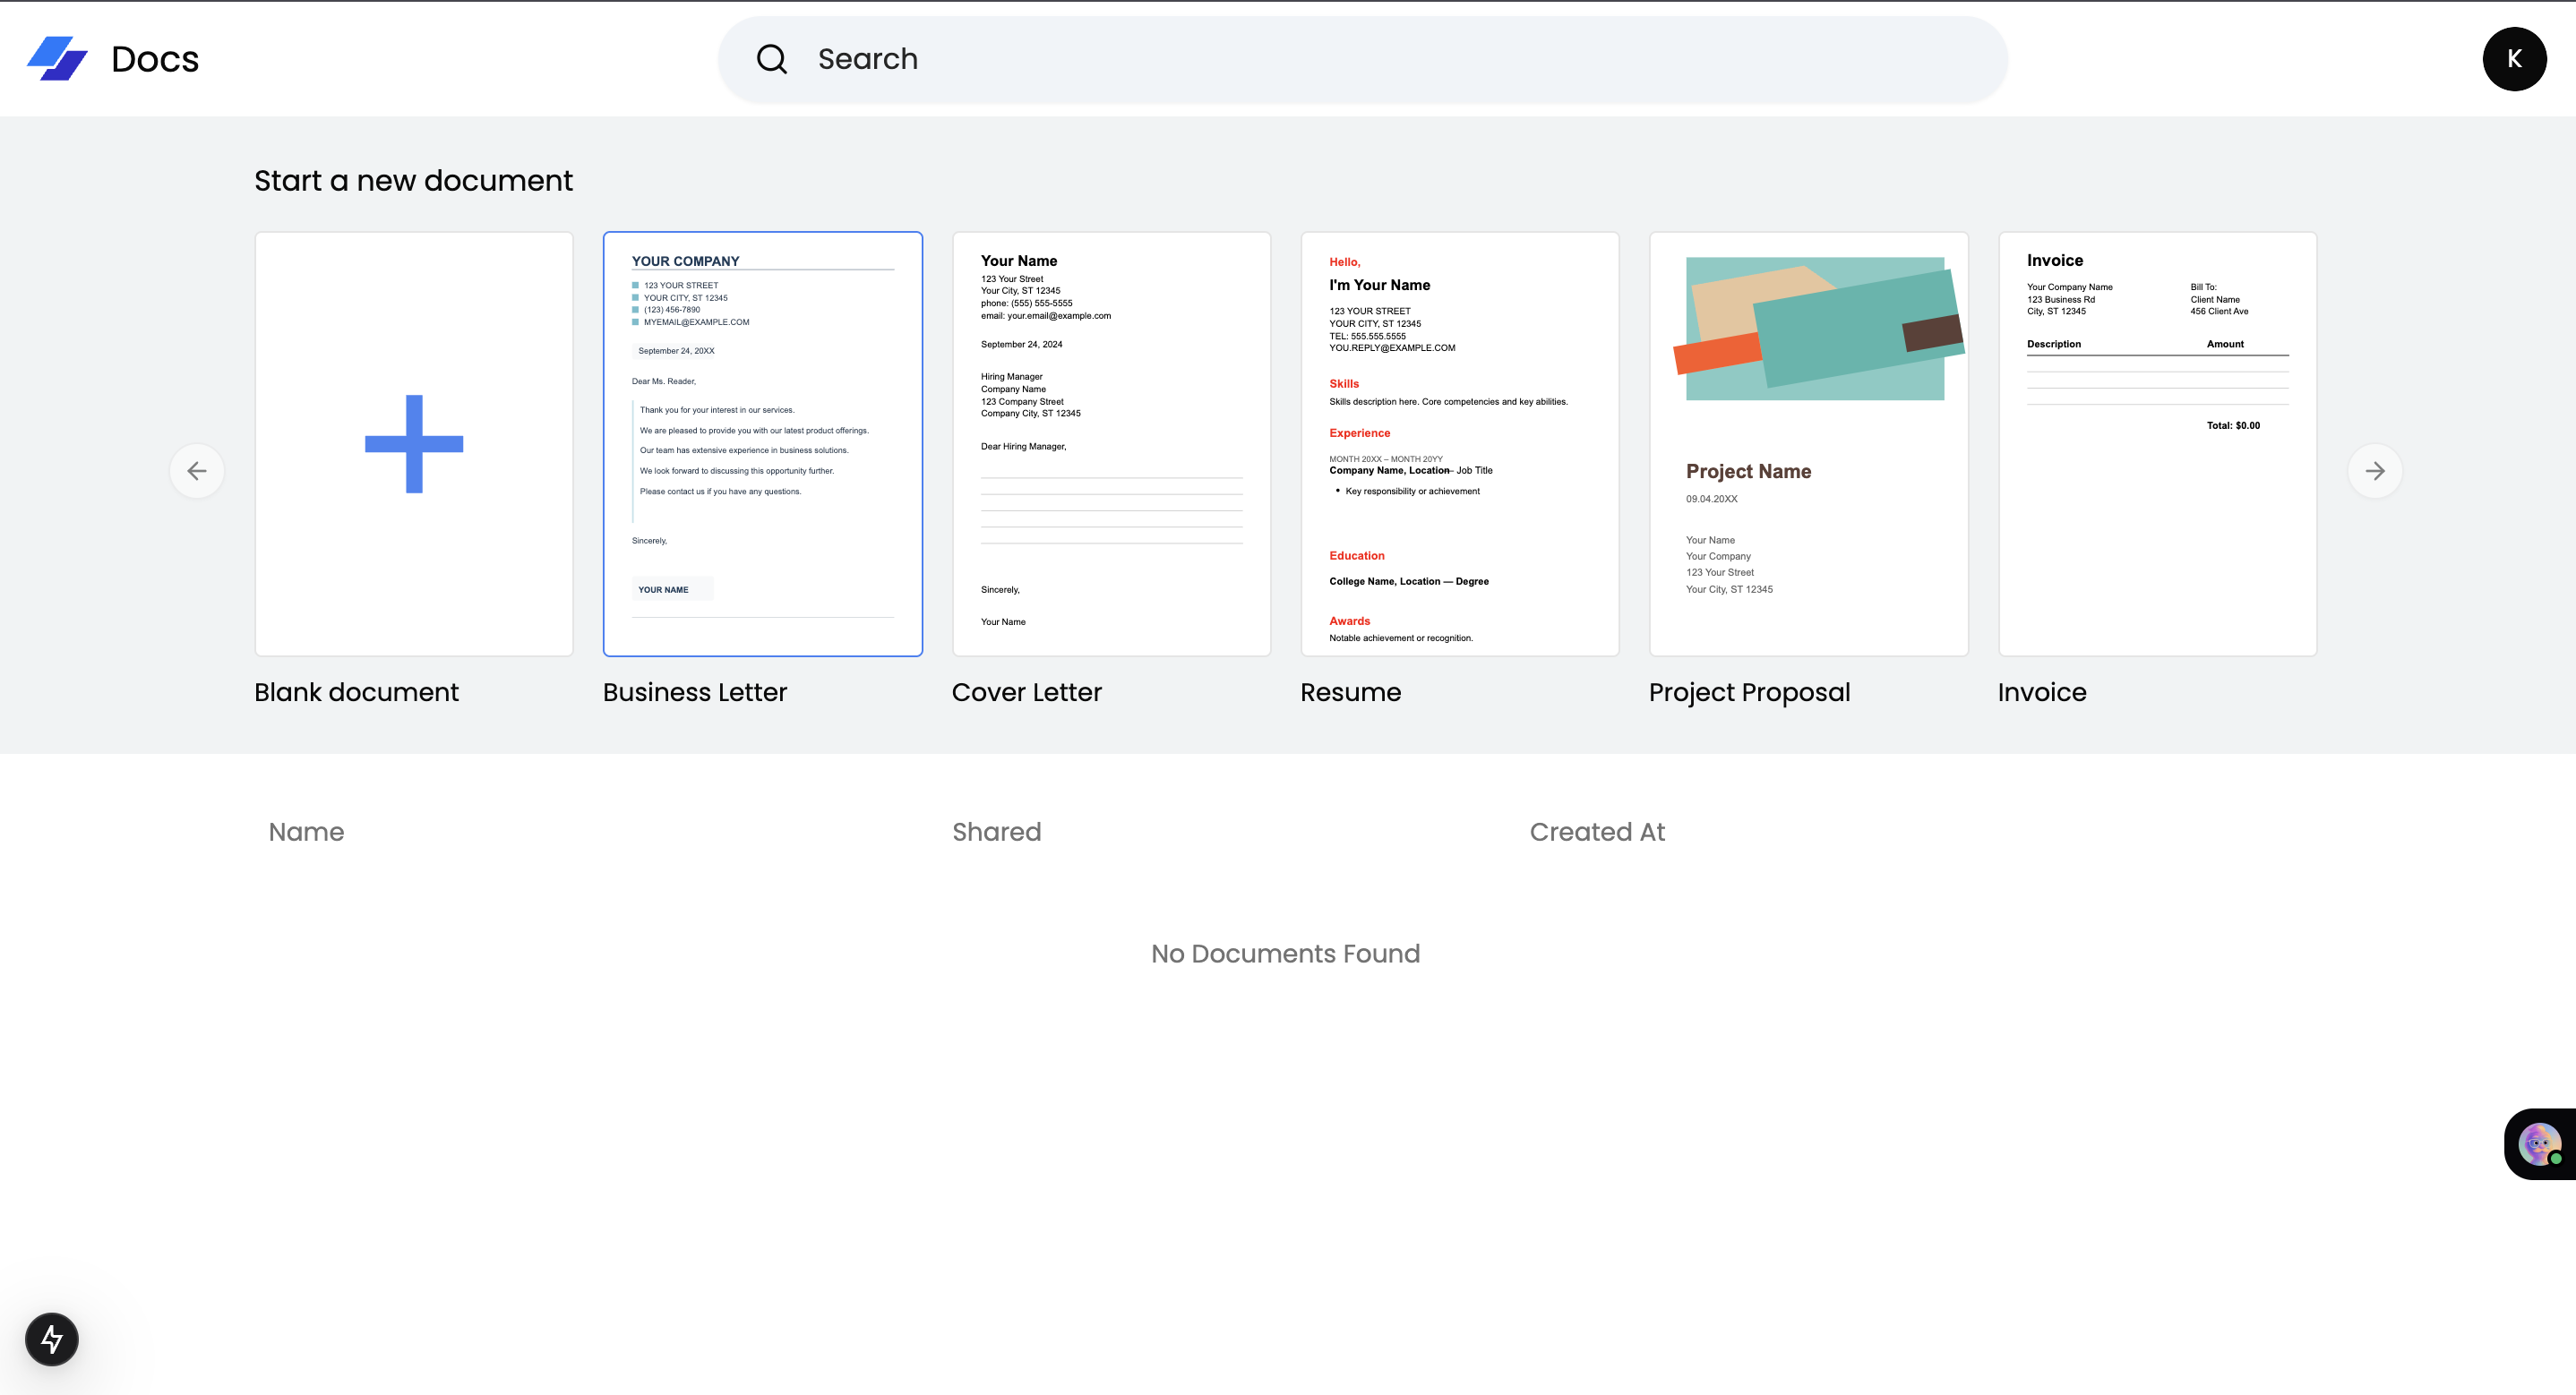 Docs
Search
K
Start a new document
YOUR COMPANY
123 YOUR STREET
YOUR CITY, ST 12345
(123) 456-7890
MYEMAIL@EXAMPLE.COM
September 24, 20XX
Dear Ms. Reader,
Thank you for your interest in our services.
We are pleased to provide you with our latest product offerings.
Our team has extensive experience in business solutions.
We look forward to discussing this opportunity further.
Please contact us if you have any questions.
Sincerely,
YOUR NAME
Your Name
123 Your Street
Your City, ST 12345
phone: (555) 555-5555
email: your.email@example.com
September 24, 2024
Hiring Manager
Company Name
123 Company Street
Company City, ST 12345
Dear Hiring Manager,
Sincerely,
Your Name
Hello,
I'm Your Name
123 YOUR STREET
YOUR CITY, ST 12345
TEL: 555.555.5555
YOU.REPLY@EXAMPLE.COM
Skills
Skills description here. Core competencies and key abilities.
Experience
MONTH 20XX – MONTH 20YY
Company Name, Location— Job Title
• Key responsibility or achievement
Education
College Name, Location — Degree
Awards
Notable achievement or recognition.
Project Name
09.04.20XX
Your Name
Your Company
123 Your Street
Your City, ST 12345
Invoice
Your Company Name
123 Business Rd
City, ST 12345
Bill To:
Client Name
456 Client Ave
Description Amount
Total: $0.00
Blank document
Business Letter
Cover Letter
Resume
Project Proposal
Invoice
Name Shared Created At
No Documents Found